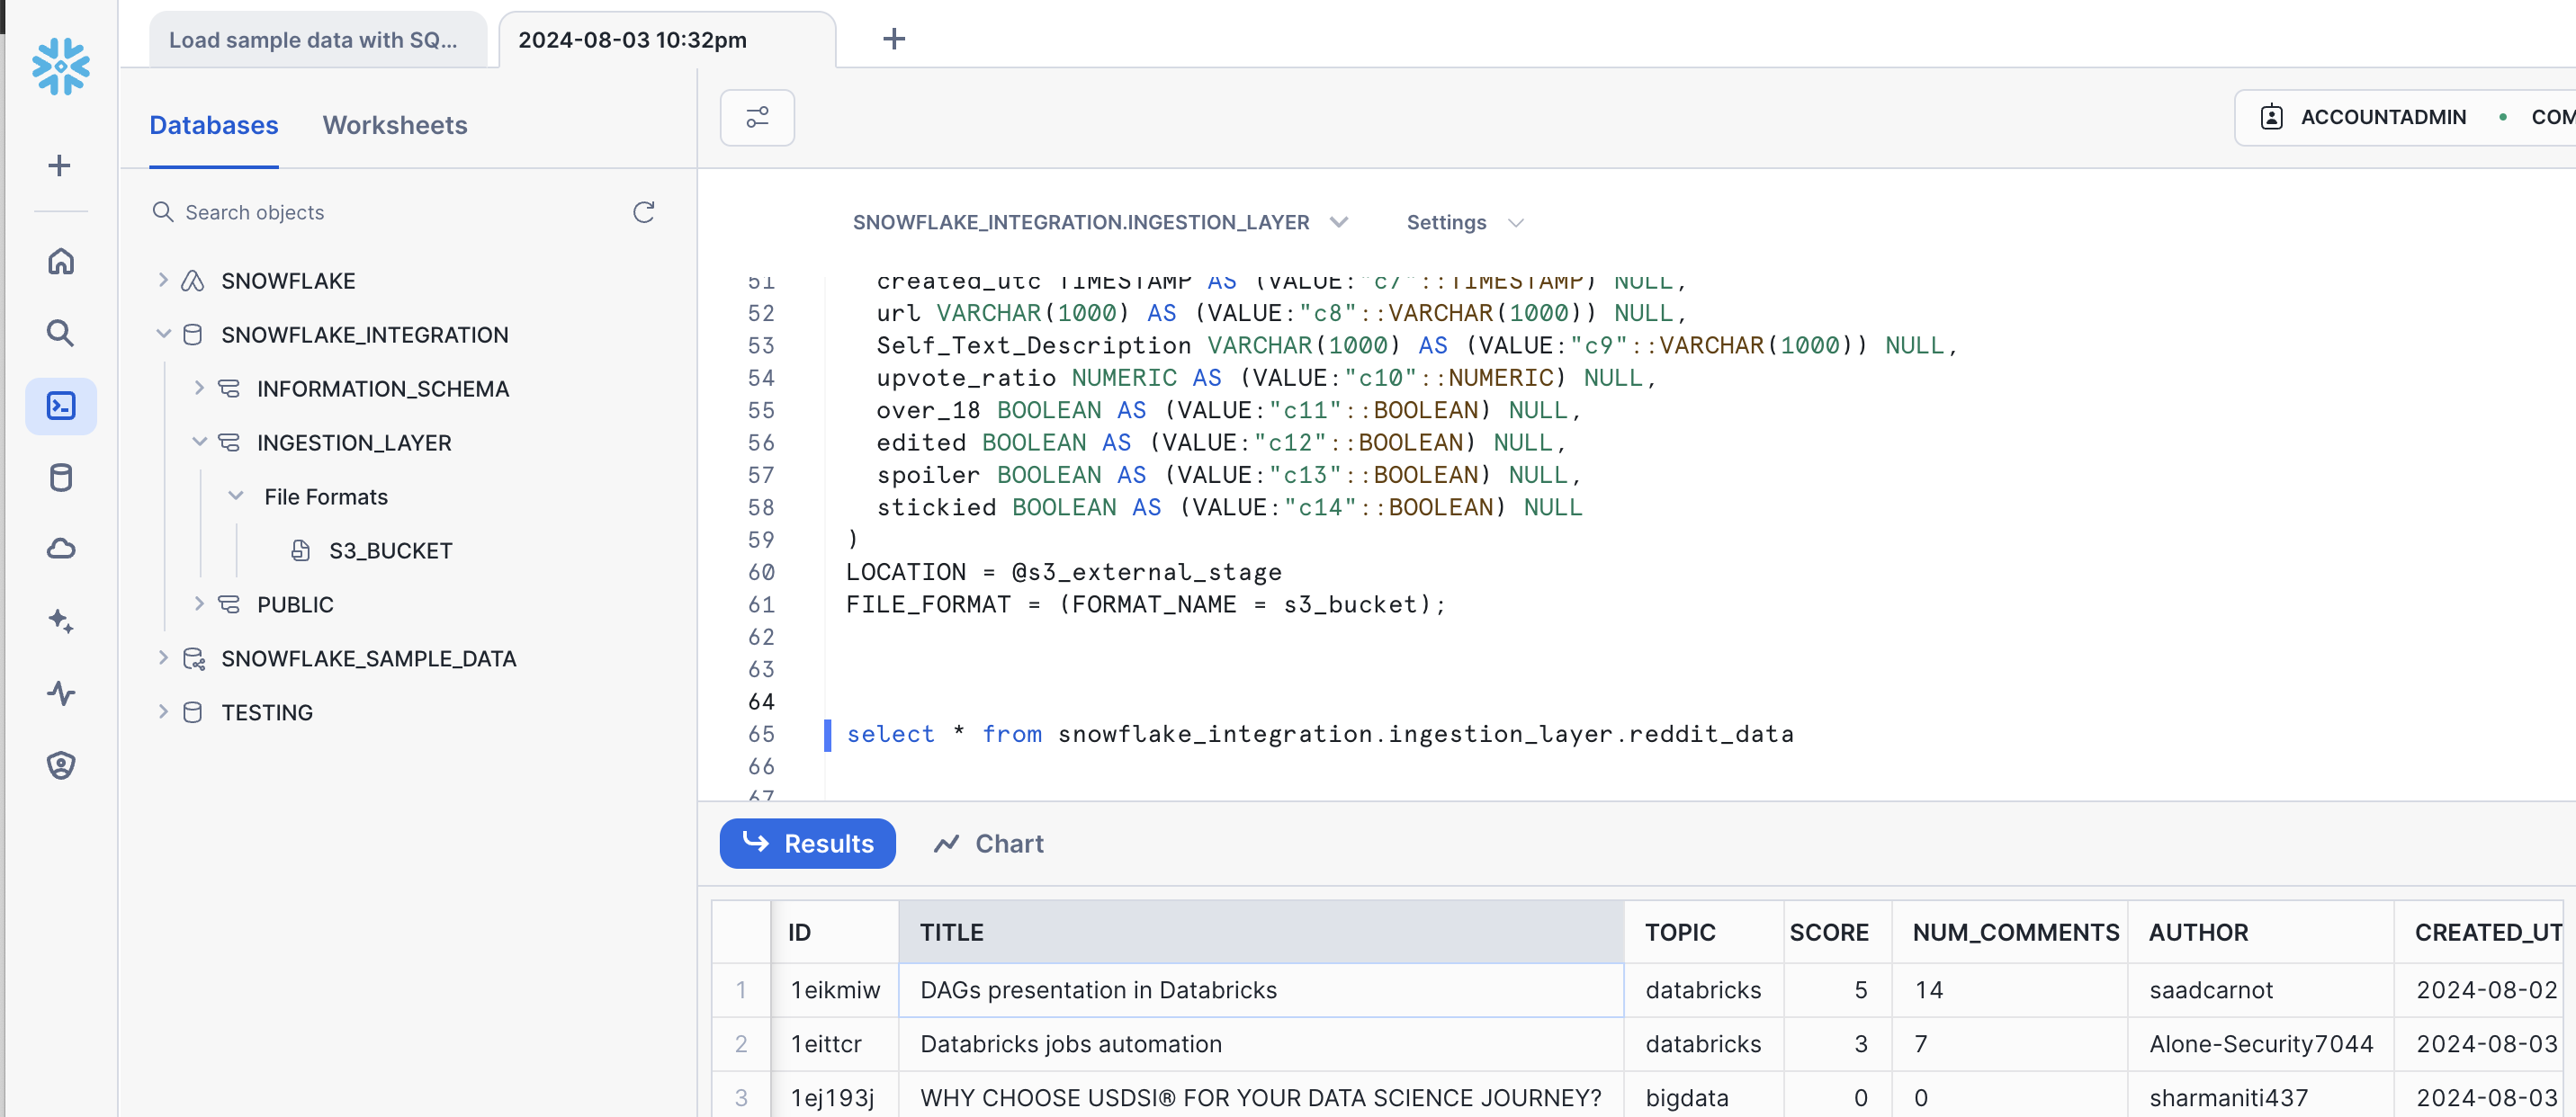 Load sample data with SQ...
2024-08-03 10:32pm
Databases
Worksheets
ACCOUNTADMIN
COM
Search objects
SNOWFLAKE
SNOWFLAKE_INTEGRATION
INFORMATION_SCHEMA
INGESTION_LAYER
File Formats
S3_BUCKET
PUBLIC
SNOWFLAKE_SAMPLE_DATA
TESTING
SNOWFLAKE_INTEGRATION.INGESTION_LAYER
Settings
51 created_utc TIMESTAMP AS (VALUE:"c7"::TIMESTAMP) NULL,
52 url VARCHAR(1000) AS (VALUE:"c8"::VARCHAR(1000)) NULL,
53 Self_Text_Description VARCHAR(1000) AS (VALUE:"c9"::VARCHAR(1000)) NULL,
54 upvote_ratio NUMERIC AS (VALUE:"c10"::NUMERIC) NULL,
55 over_18 BOOLEAN AS (VALUE:"c11"::BOOLEAN) NULL,
56 edited BOOLEAN AS (VALUE:"c12"::BOOLEAN) NULL,
57 spoiler BOOLEAN AS (VALUE:"c13"::BOOLEAN) NULL,
58 stickied BOOLEAN AS (VALUE:"c14"::BOOLEAN) NULL
59 )
60 LOCATION = @s3_external_stage
61 FILE_FORMAT = (FORMAT_NAME = s3_bucket);
62
63
64
65 select * from snowflake_integration.ingestion_layer.reddit_data
66
67
Results
Chart
ID TITLE TOPIC SCORE NUM_COMMENTS AUTHOR CREATED_UT
1 1eikmiw DAGs presentation in Databricks databricks 5 14 saadcarnot 2024-08-02
2 1eittcr Databricks jobs automation databricks 3 7 Alone-Security7044 2024-08-03
3 1ej193j WHY CHOOSE USDSI® FOR YOUR DATA SCIENCE JOURNEY? bigdata 0 0 sharmaniti437 2024-08-03